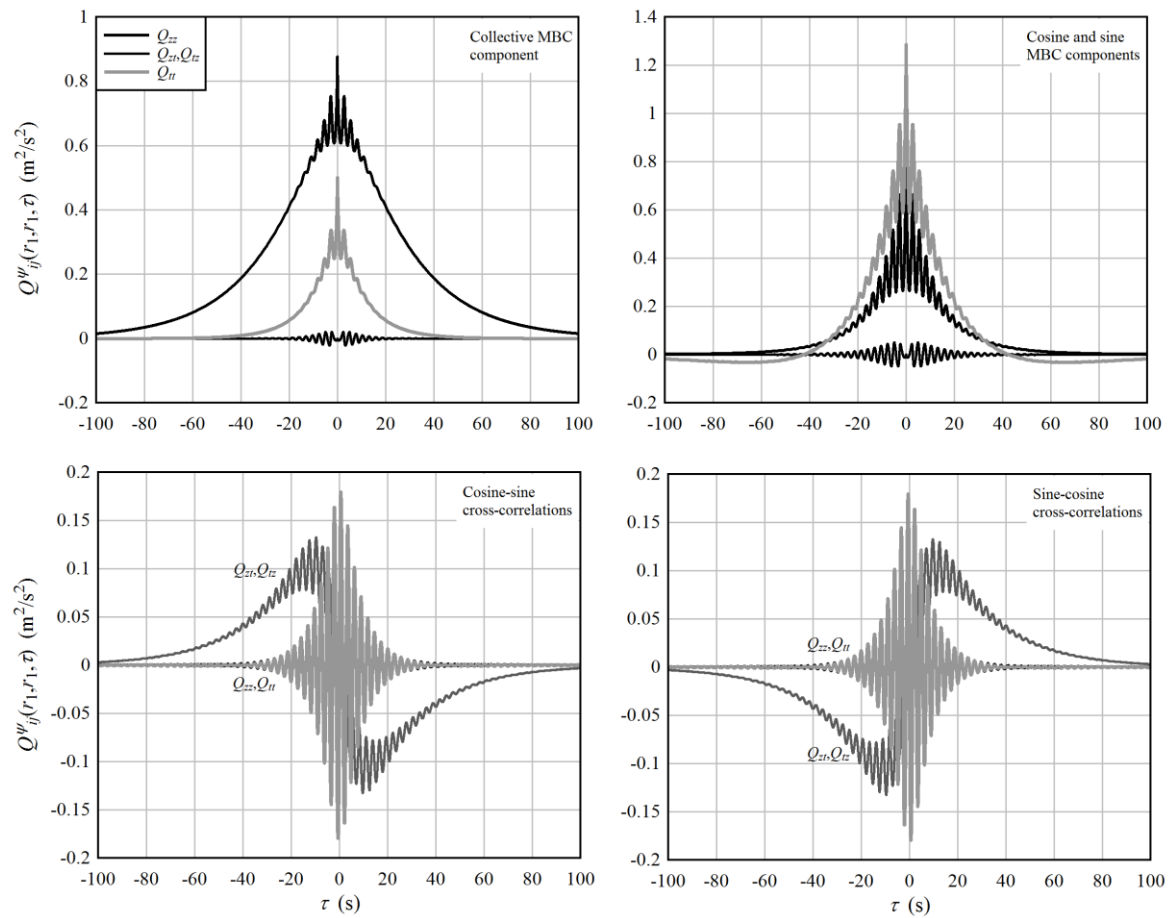 1
0.8
0.6
0.4
0.2
0
-0.2
Q^Ψ_ij(r_1,r_1,τ) (m^2/s^2)
Q_zz
Q_zt,Q_tz
Q_tt
Collective MBC
component
-100 -80 -60 -40 -20 0 20 40 60 80 100
1.4
1.2
1
0.8
0.6
0.4
0.2
0
-0.2
Cosine and sine
MBC components
-100 -80 -60 -40 -20 0 20 40 60 80 100
0.2
0.15
0.1
0.05
0
-0.05
-0.1
-0.15
-0.2
Q^Ψ_ij(r_1,r_1,τ) (m^2/s^2)
Cosine-sine
cross-correlations
Q_zt,Q_tz
Q_zz,Q_tt
-100 -80 -60 -40 -20 0 20 40 60 80 100
τ (s)
0.2
0.15
0.1
0.05
0
-0.05
-0.1
-0.15
-0.2
Sine-cosine
cross-correlations
Q_zz,Q_tt
Q_zt,Q_tz
-100 -80 -60 -40 -20 0 20 40 60 80 100
τ (s)